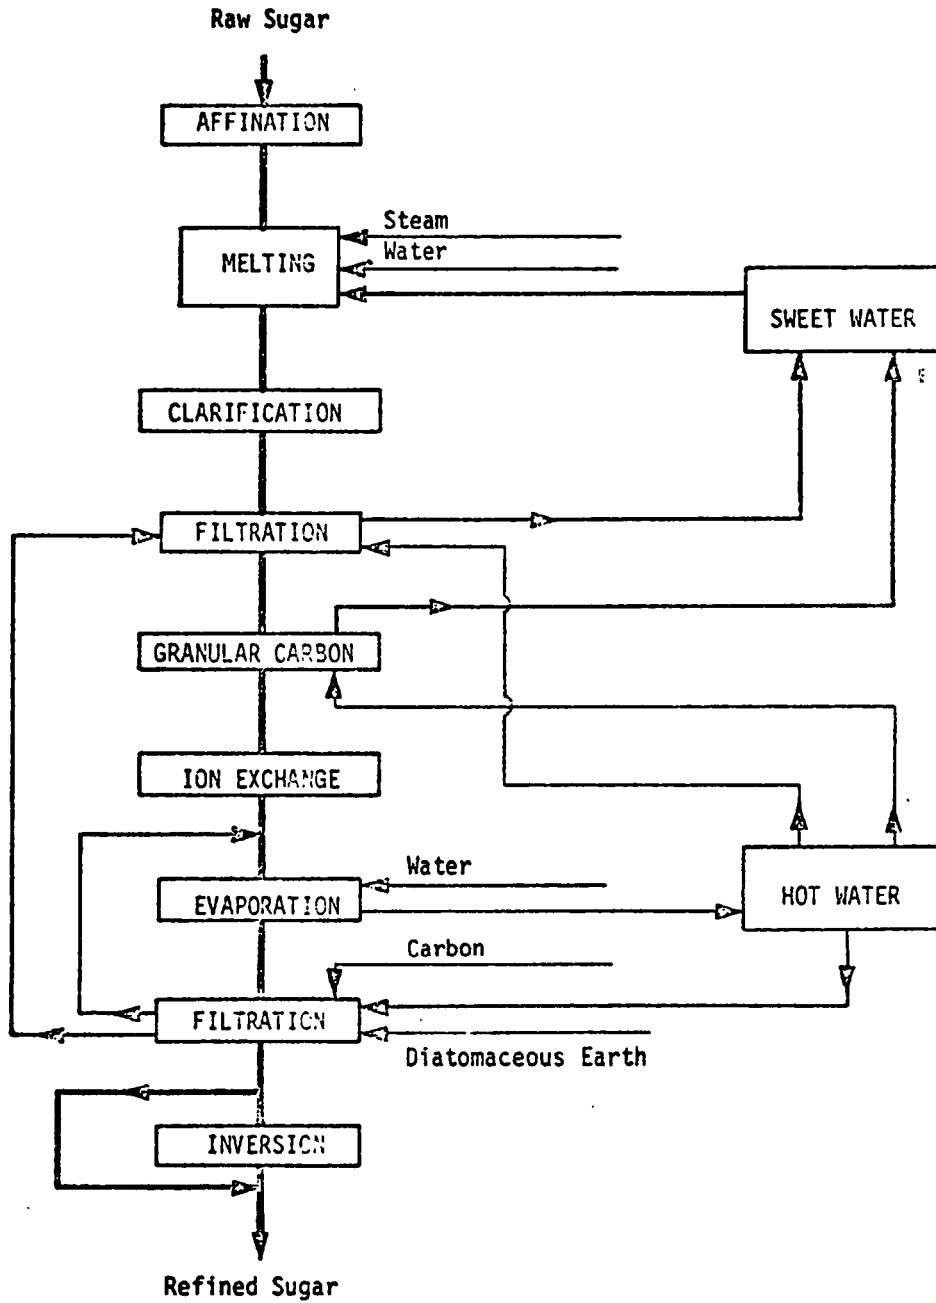 Raw Sugar
AFFINATION
Steam
Water
MELTING
SWEET WATER
CLARIFICATION
FILTRATION
GRANULAR CARBON
ION EXCHANGE
Water
EVAPORATION
HOT WATER
Carbon
FILTRATION
Diatomaceous Earth
INVERSION
Refined Sugar